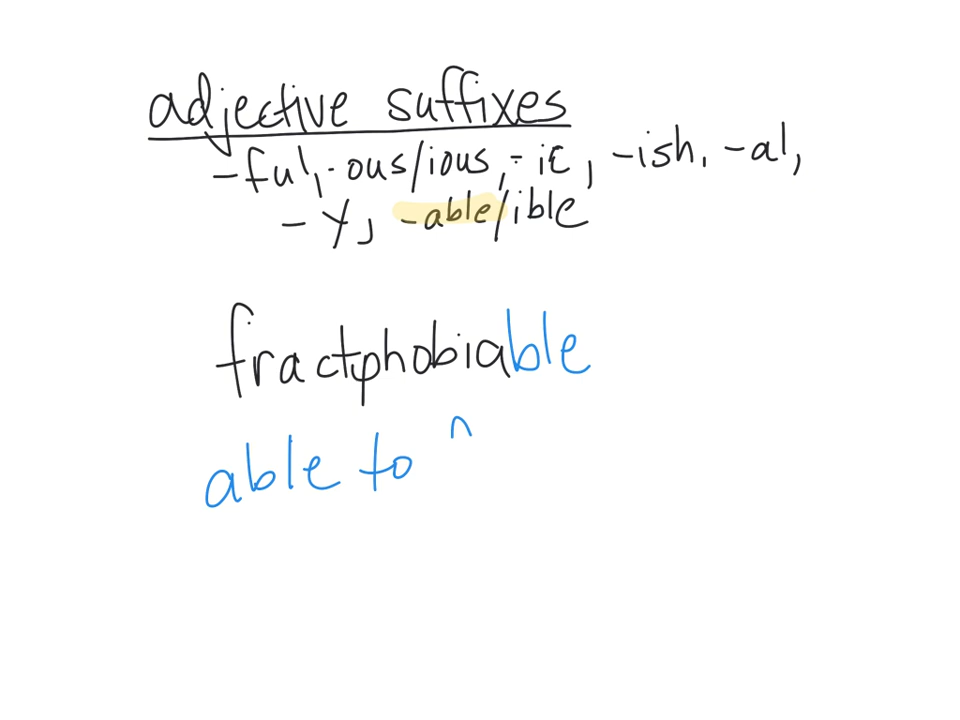 adjective suffixes
-ful, -ous/ious, -ic, -ish, -al,
-y, -able/ible
fractphobiable
able to